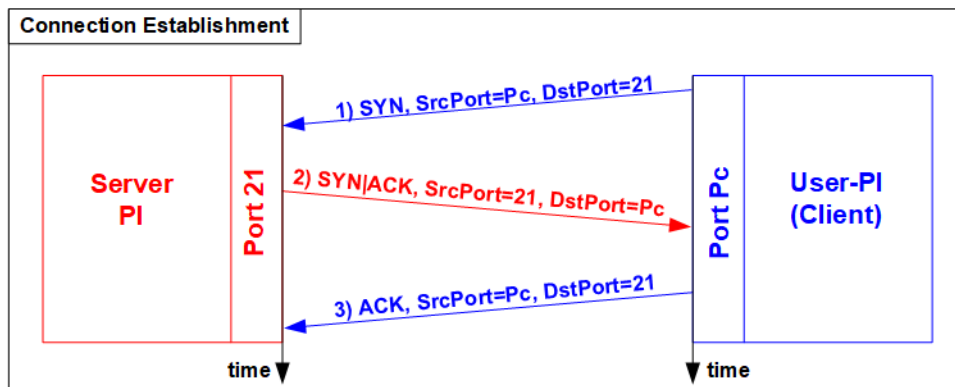 Connection Establishment
1) SYN, SrcPort=Pc, DstPort=21
Server
PI
Port 21
2) SYN|ACK, SrcPort=21, DstPort=Pc
Port Pc
User-PI
(Client)
3) ACK, SrcPort=Pc, DstPort=21
time
time